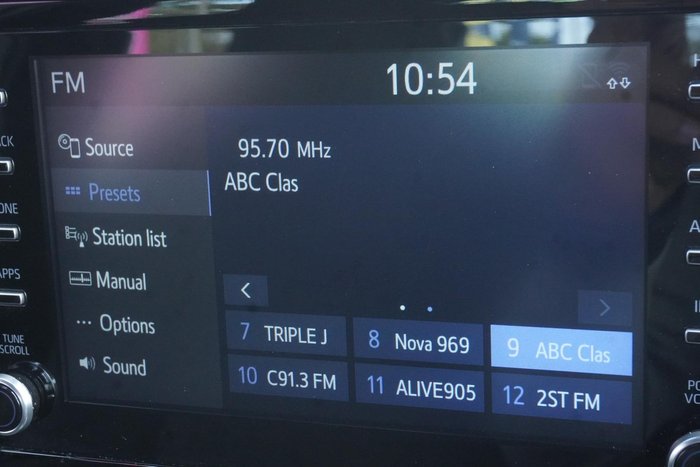 FM
10:54
Source
95.70 MHz
Presets
ABC Clas
Station list
Manual
Options
Sound
7 TRIPLE J
8 Nova 969
9 ABC Clas
10 C91.3 FM
11 ALIVE905
12 2ST FM
APPS
TUNE
SCROLL